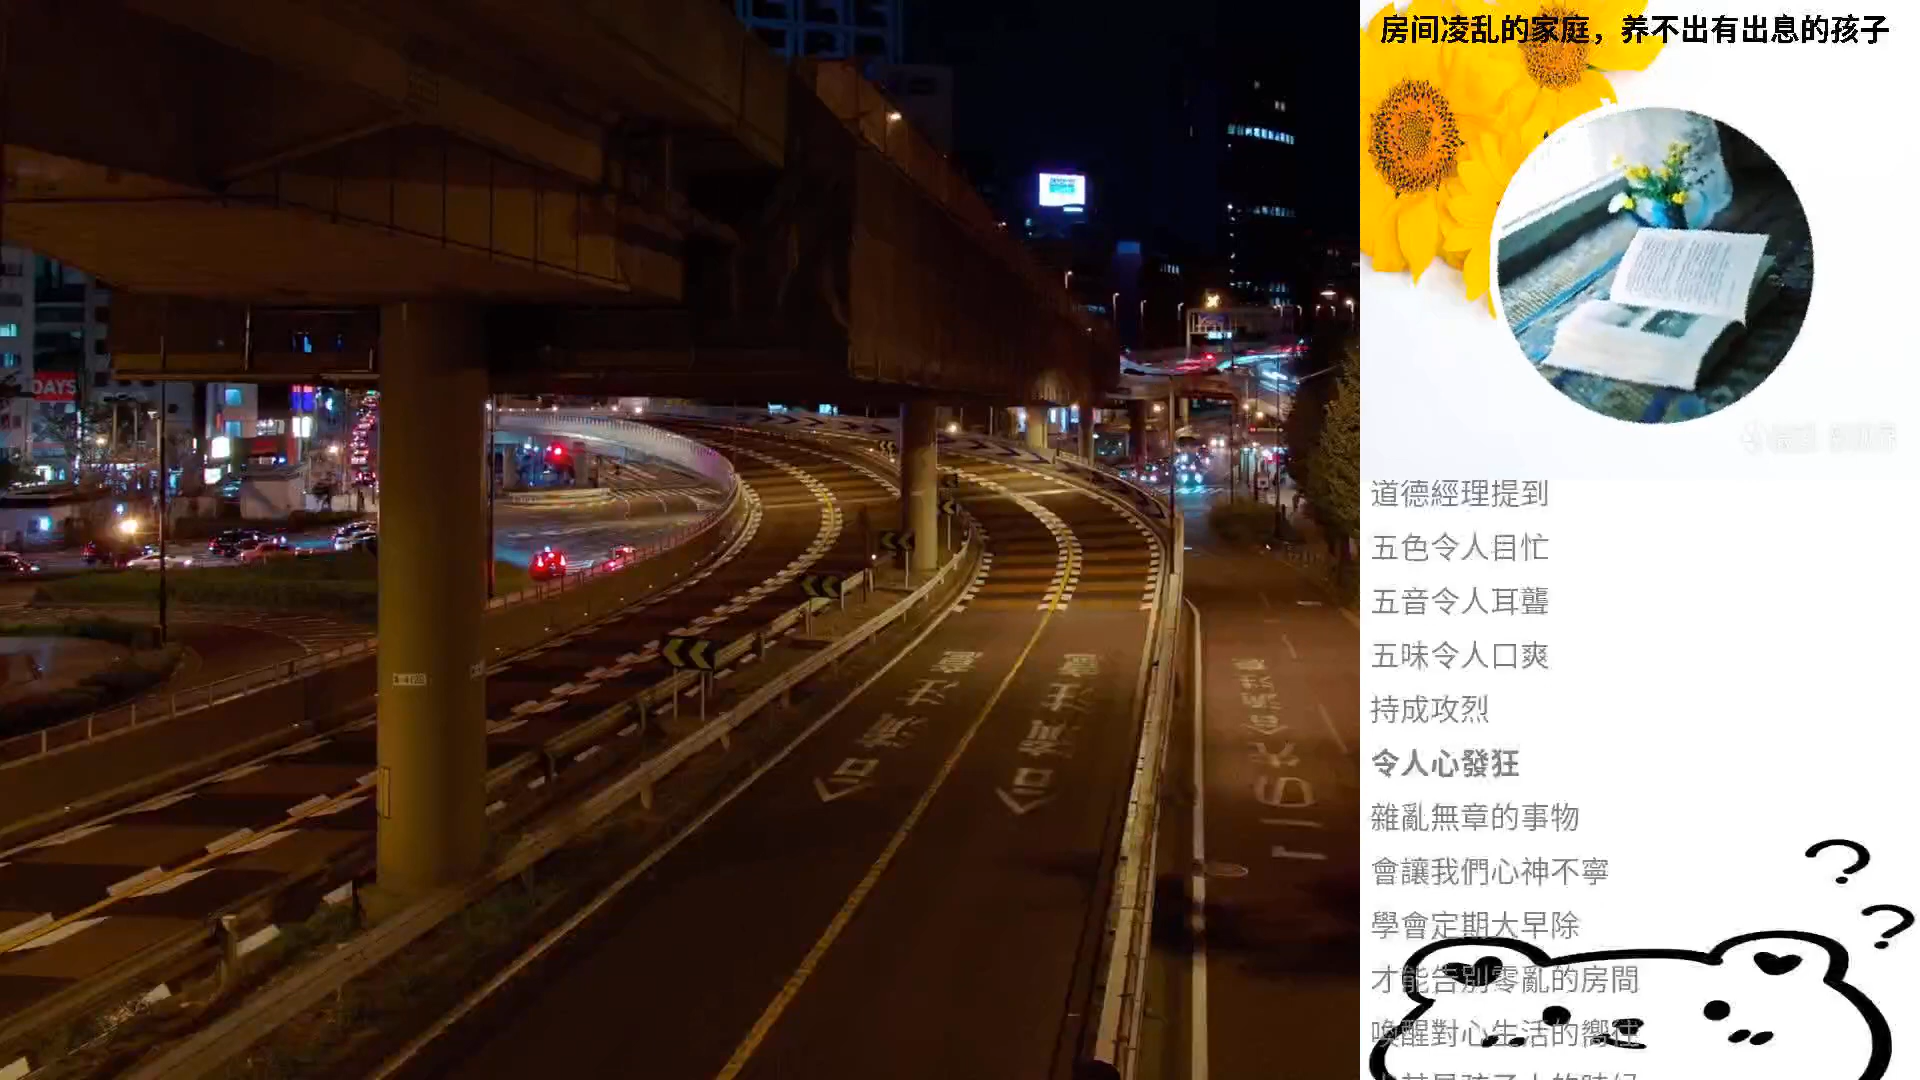 房间凌乱的家庭，养不出有出息的孩子
道德經理提到
五色令人目忙
五音令人耳聾
五味令人口爽
持成攻烈
令人心發狂
雜亂無章的事物
會讓我們心神不寧
學會定期大早除
才能告別零亂的房間
喚醒對心生活的嚮往
DAYS